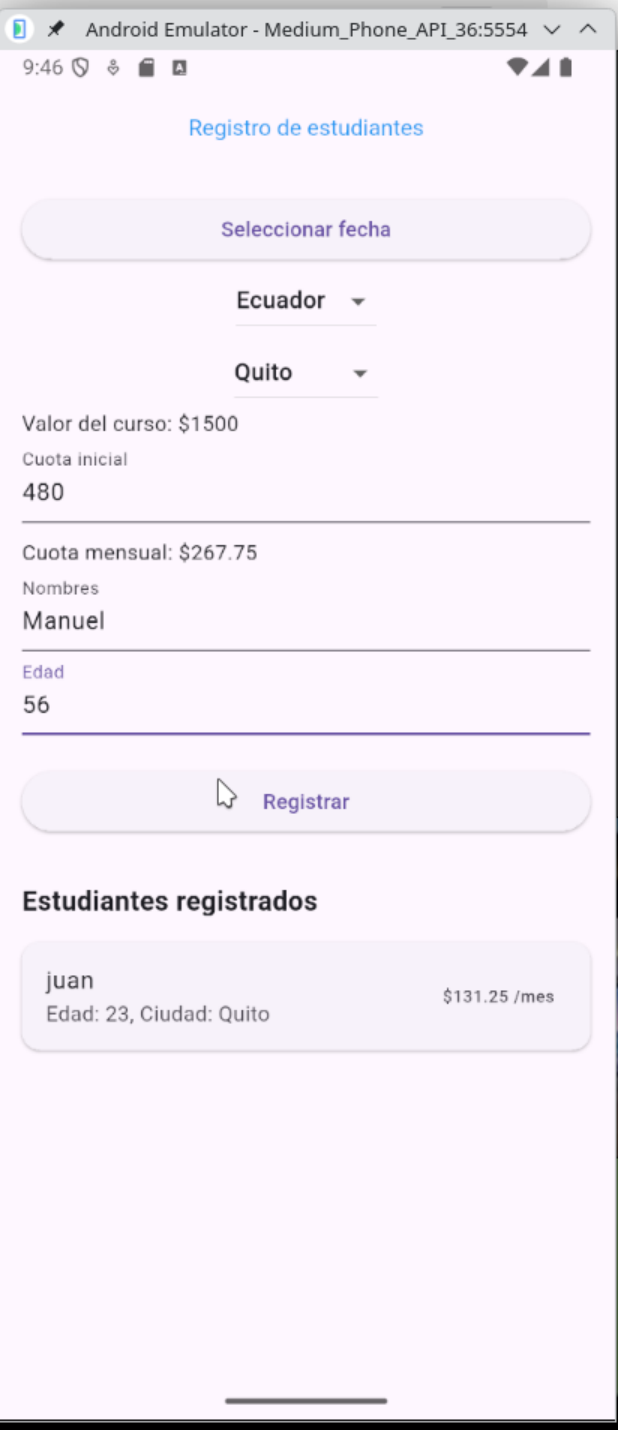 Android Emulator - Medium_Phone_API_36:5554
9:46
Registro de estudiantes
Seleccionar fecha
Ecuador
Quito
Valor del curso: $1500
Cuota inicial
480
Cuota mensual: $267.75
Nombres
Manuel
Edad
56
Registrar
Estudiantes registrados
juan
Edad: 23, Ciudad: Quito
$131.25 /mes